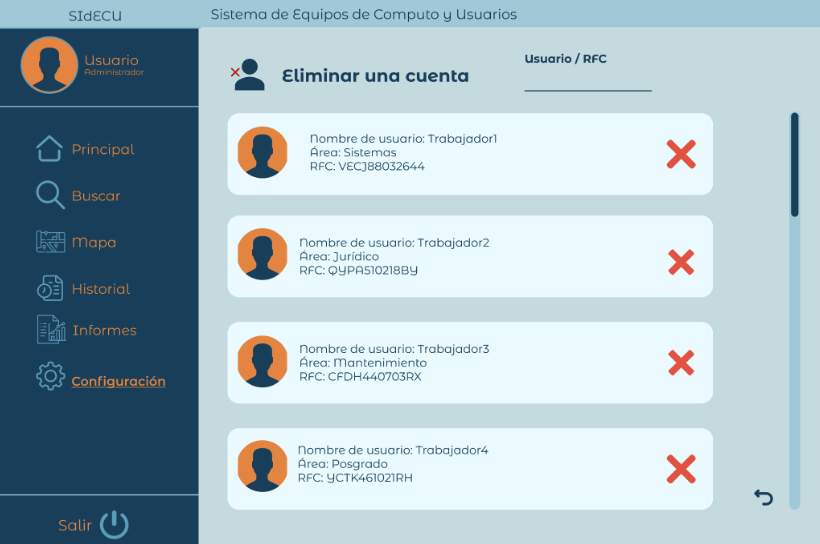 SIdECU
Sistema de Equipos de Computo y Usuarios
Usuario
Administrador
Principal
Buscar
Mapa
Historial
Informes
Configuración
Salir
Eliminar una cuenta
Usuario / RFC
Nombre de usuario: Trabajador1
Área: Sistemas
RFC: VECJ88032644
Nombre de usuario: Trabajador2
Área: Jurídico
RFC: QYPA510218BY
Nombre de usuario: Trabajador3
Área: Mantenimiento
RFC: CFDH440703RX
Nombre de usuario: Trabajador4
Área: Posgrado
RFC: YCTK461021RH